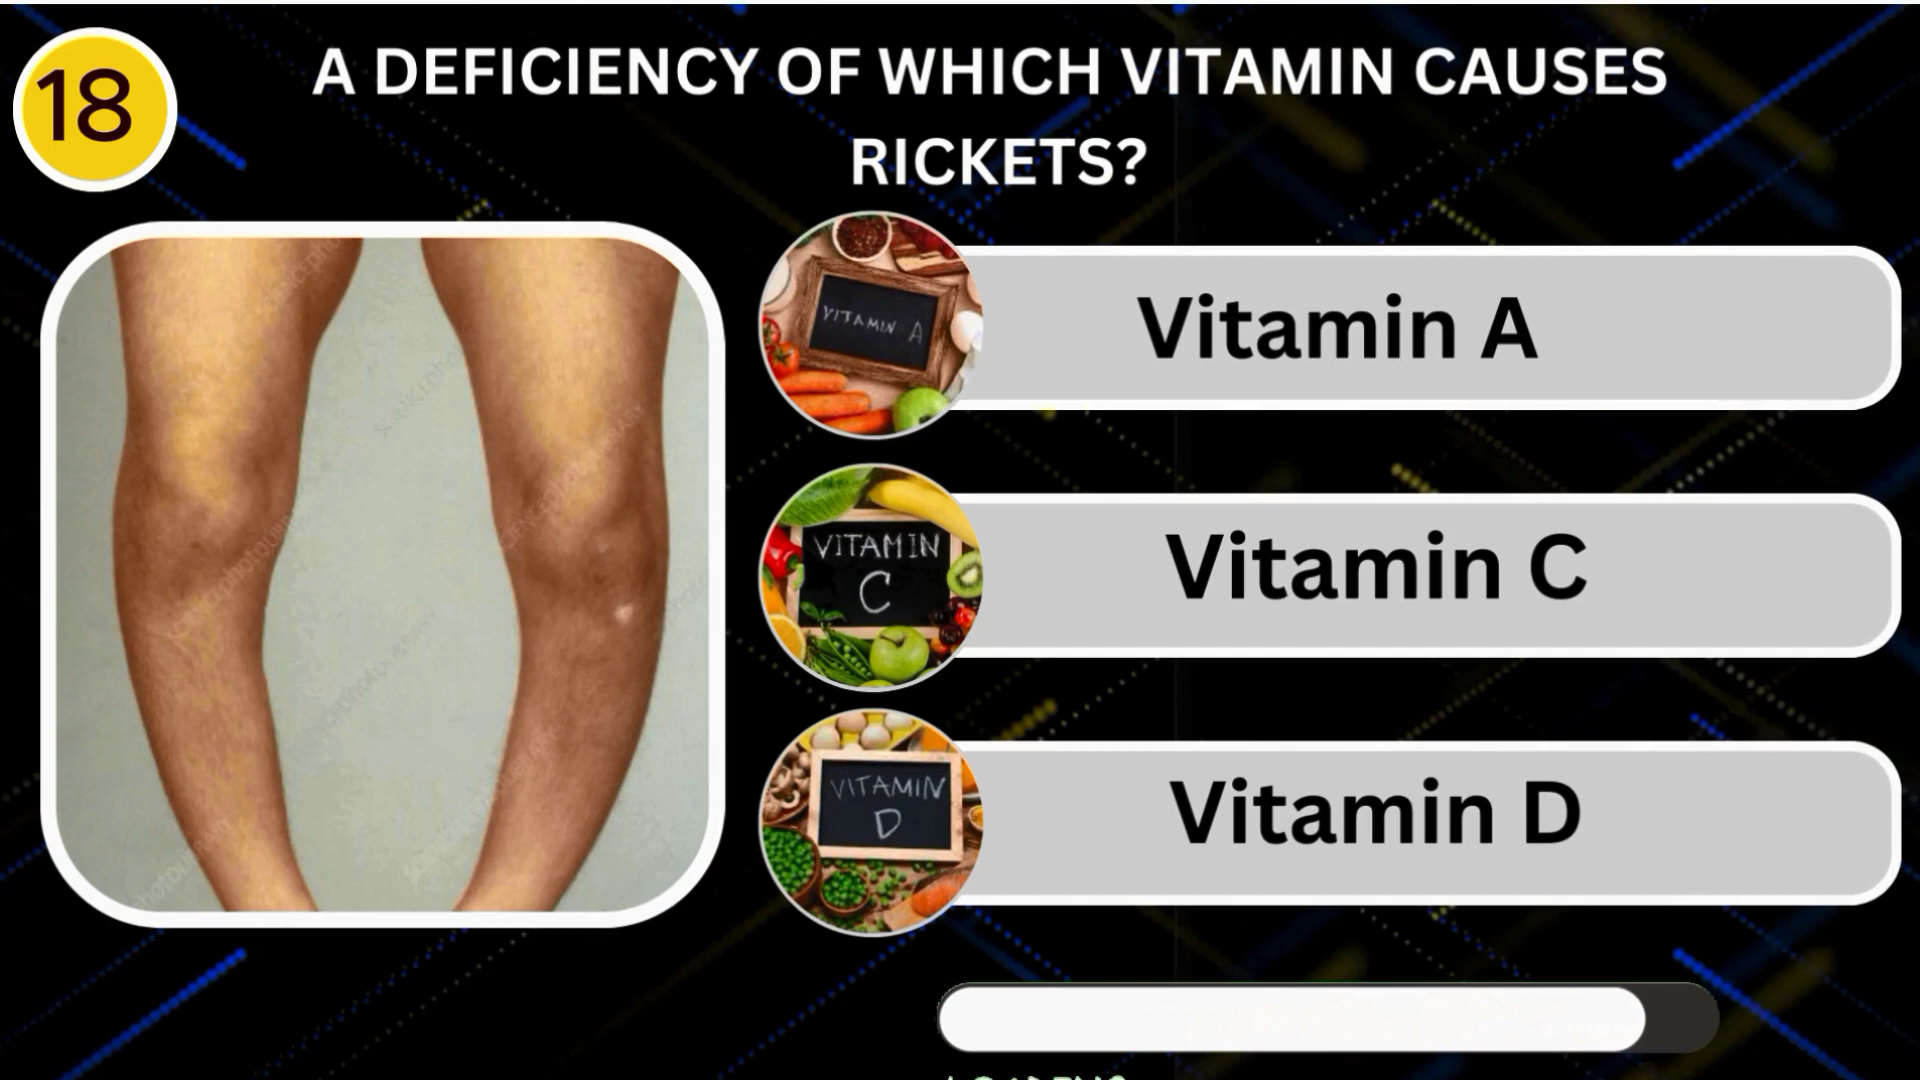 18
A DEFICIENCY OF WHICH VITAMIN CAUSES
RICKETS?
VITAMIN A
Vitamin A
VITAMIN
C
Vitamin C
VITAMIN
D
Vitamin D